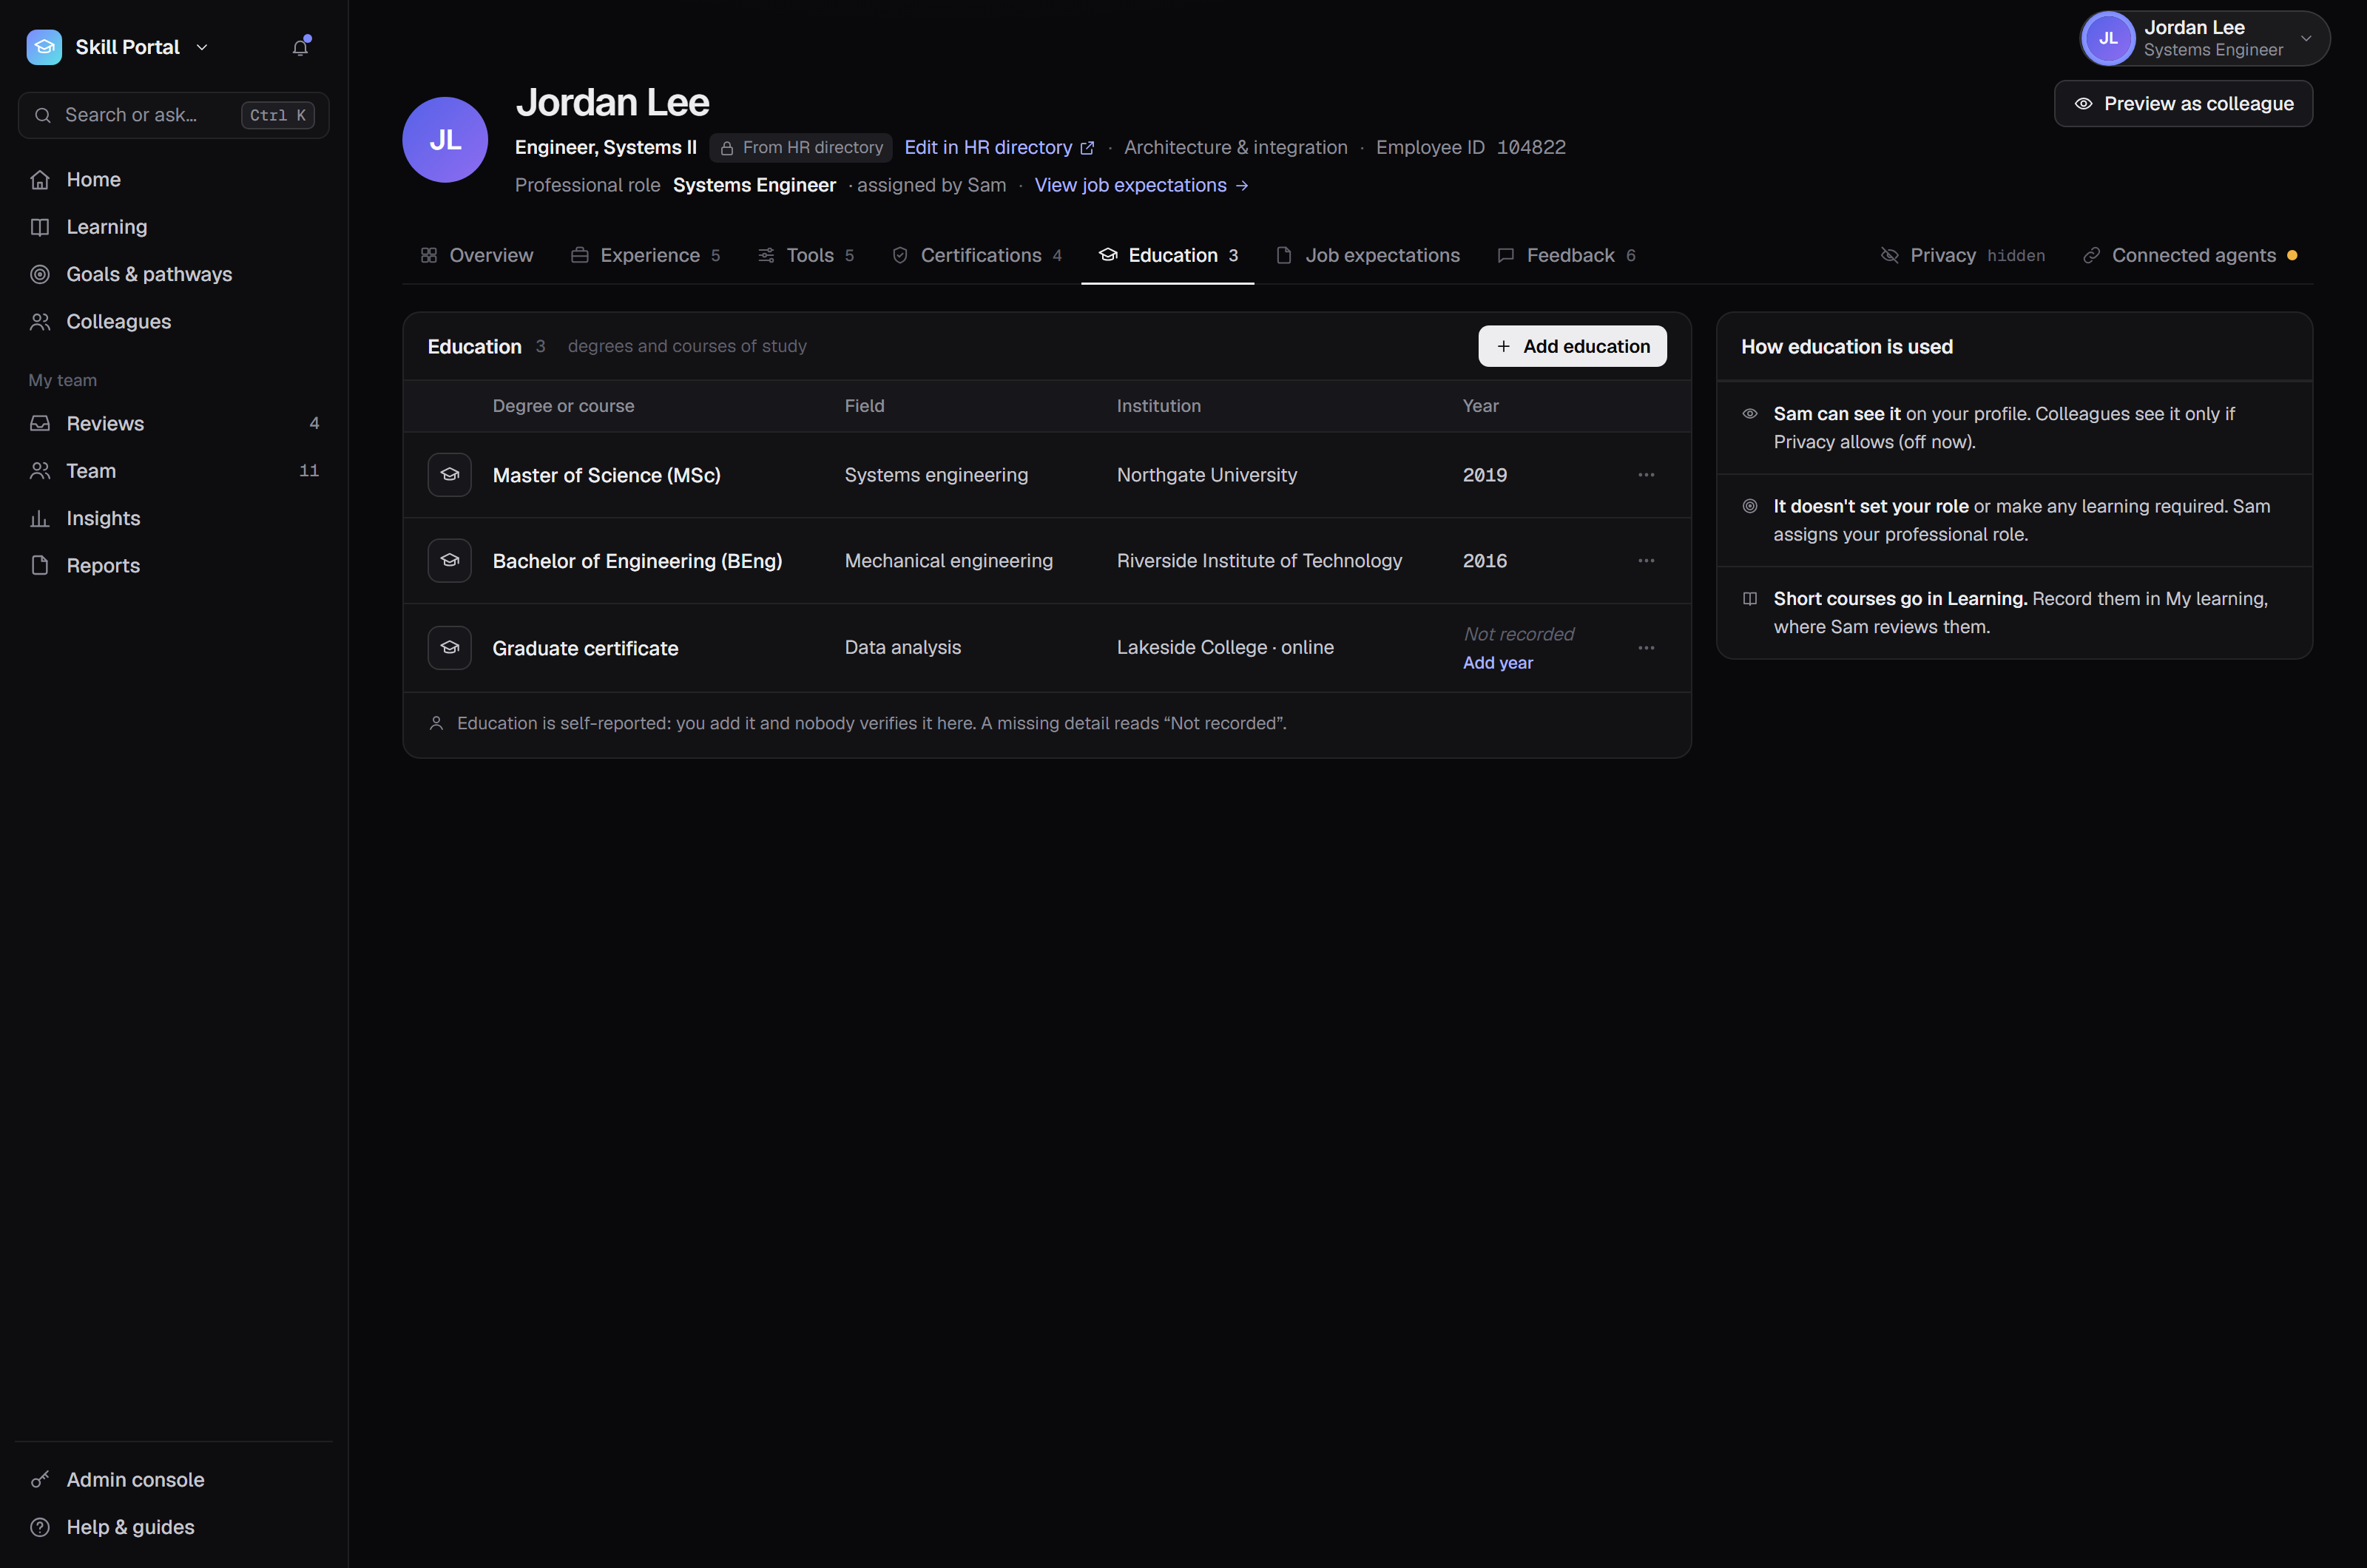 Skill Portal
Search or ask... Ctrl K
Home
Learning
Goals & pathways
Colleagues
My team
Reviews 4
Team 11
Insights
Reports
Admin console
Help & guides
JL Jordan Lee
Systems Engineer
Preview as colleague
JL
Jordan Lee
Engineer, Systems II From HR directory Edit in HR directory · Architecture & integration · Employee ID 104822
Professional role Systems Engineer · assigned by Sam · View job expectations →
Overview Experience 5 Tools 5 Certifications 4 Education 3 Job expectations Feedback 6 Privacy hidden Connected agents
Education 3 degrees and courses of study + Add education
Degree or course Field Institution Year
Master of Science (MSc) Systems engineering Northgate University 2019
Bachelor of Engineering (BEng) Mechanical engineering Riverside Institute of Technology 2016
Graduate certificate Data analysis Lakeside College · online Not recorded
Add year
Education is self-reported: you add it and nobody verifies it here. A missing detail reads “Not recorded”.
How education is used
Sam can see it on your profile. Colleagues see it only if
Privacy allows (off now).
It doesn't set your role or make any learning required. Sam
assigns your professional role.
Short courses go in Learning. Record them in My learning,
where Sam reviews them.